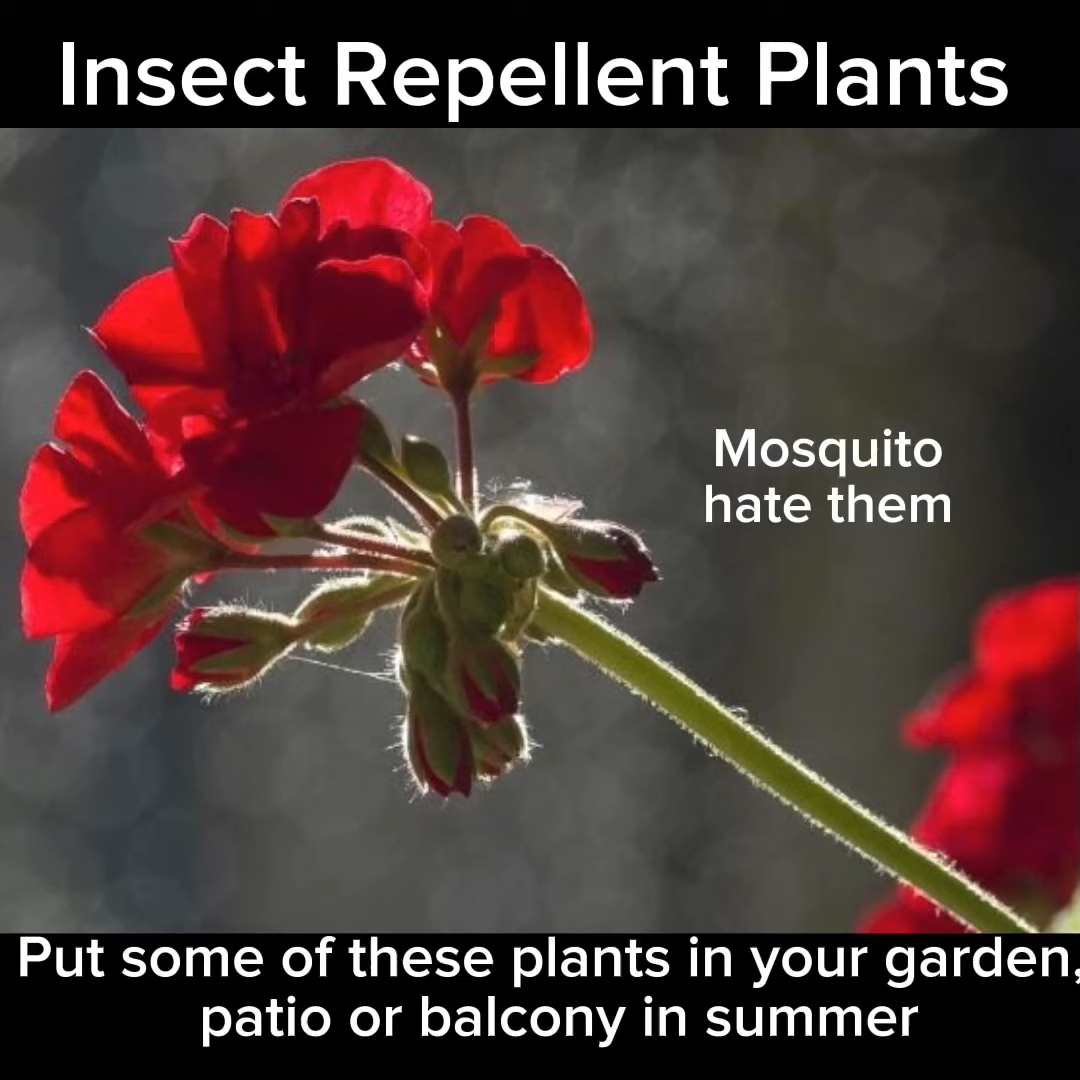 Insect Repellent Plants
Mosquito
hate them
Put some of these plants in your garden,
patio or balcony in summer